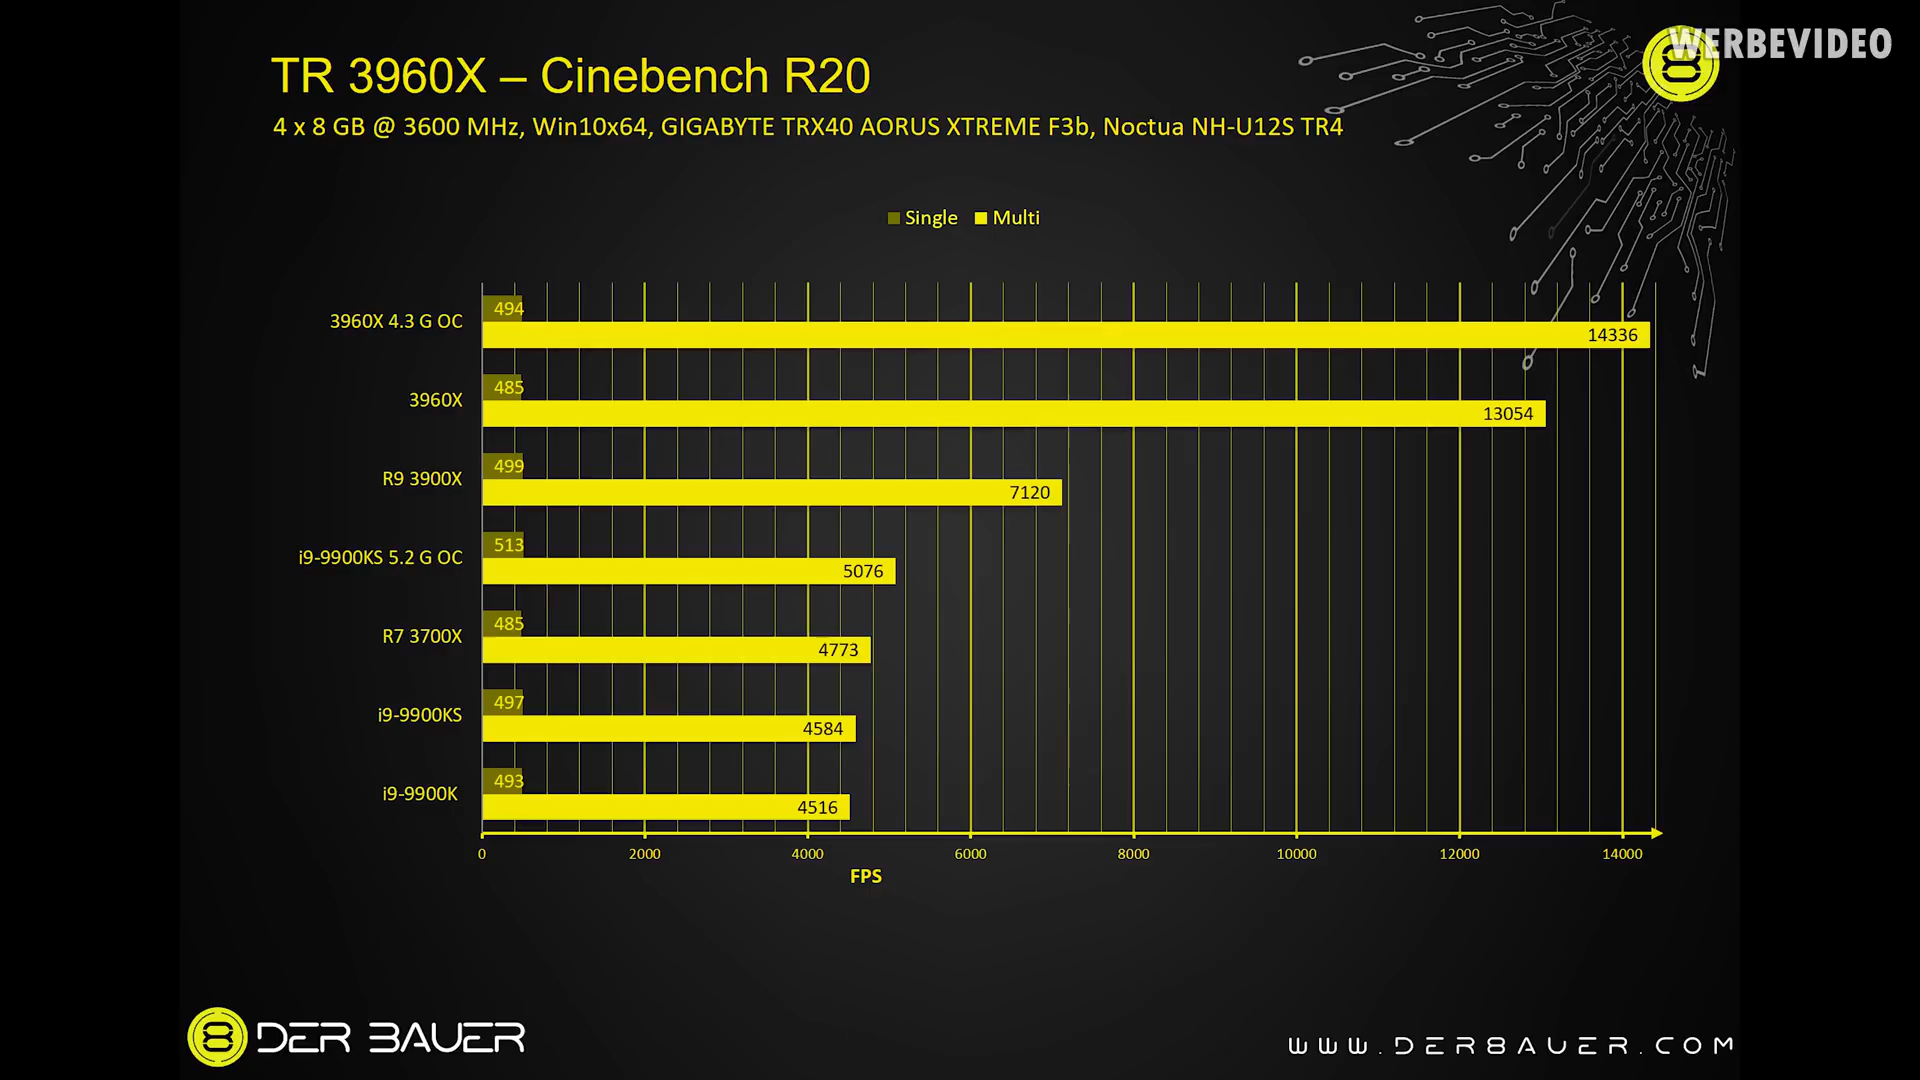 WERBEVIDEO
TR 3960X – Cinebench R20
4 x 8 GB @ 3600 MHz, Win10x64, GIGABYTE TRX40 AORUS XTREME F3b, Noctua NH-U12S TR4
Single Multi
494
3960X 4.3 G OC 14336
485
3960X 13054
499
R9 3900X 7120
513
i9-9900KS 5.2 G OC 5076
485
R7 3700X 4773
497
i9-9900KS 4584
493
i9-9900K 4516
0 2000 4000 6000 8000 10000 12000 14000
FPS
DER 8AUER
WWW.DER8AUER.COM